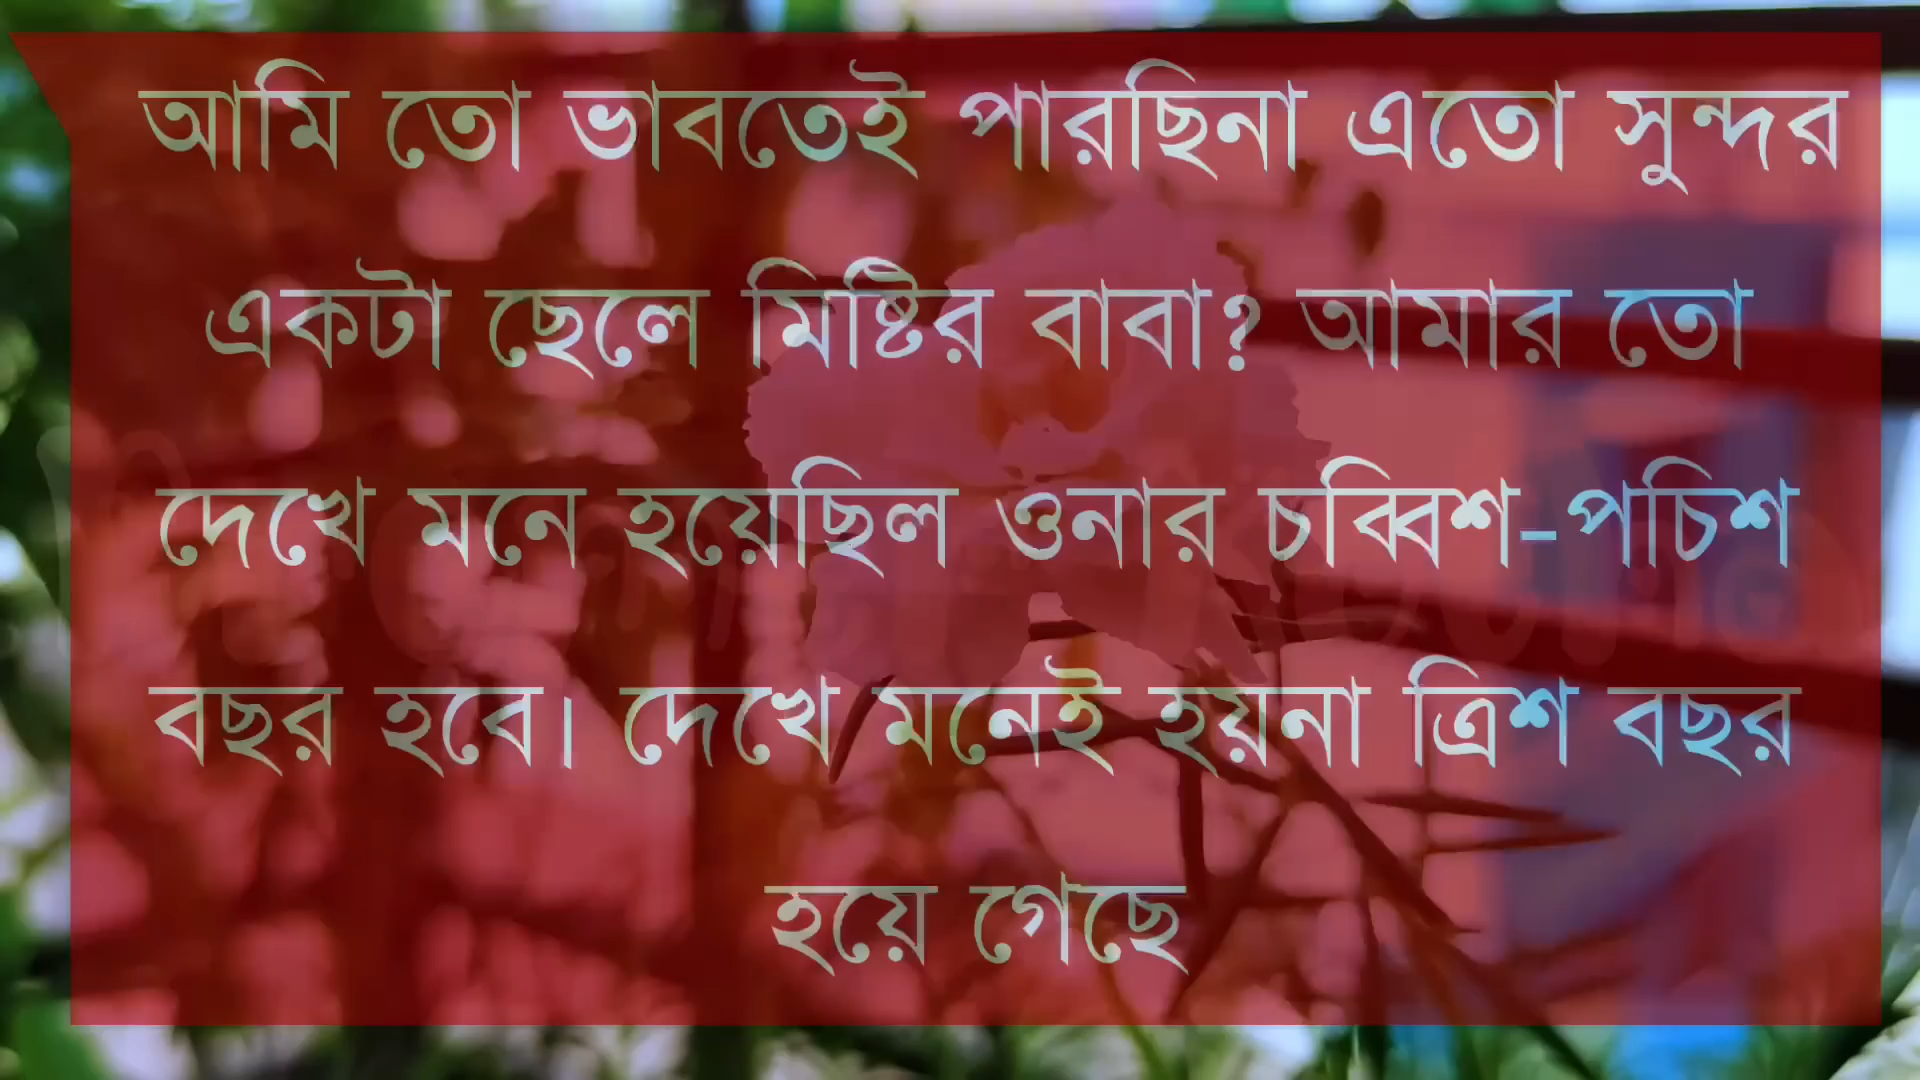 আমি তো ভাবতেই পারছিনা এতো সুন্দর
একটা ছেলে মিষ্টির বাবা? আমার তো
দেখে মনে হয়েছিল ওনার চব্বিশ-পচিশ
বছর হবে। দেখে মনেই হয়না ত্রিশ বছর
হয়ে গেছে